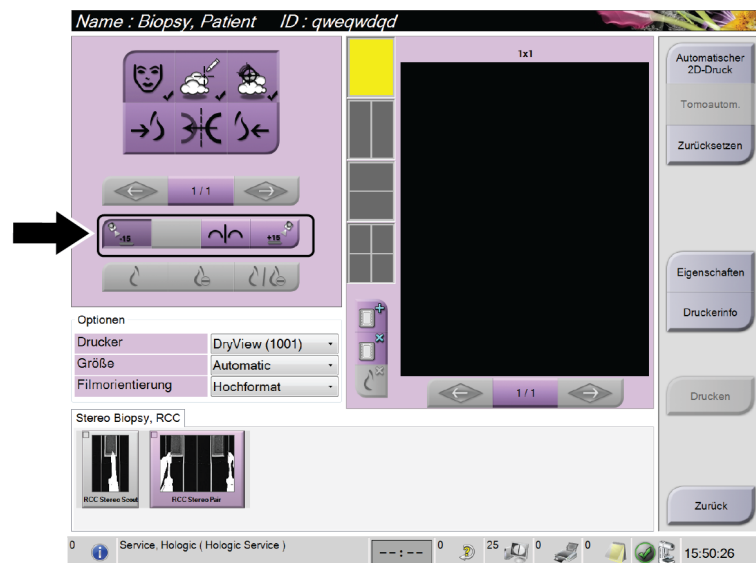 Name : Biopsy, Patient ID : qweqwdqd
1/1
-15
+15
Optionen
Drucker
DryView (1001)
Größe
Automatic
Filmorientierung
Hochformat
1x1
1/1
Automatischer
2D-Druck
Tomoautom.
Zurücksetzen
Eigenschaften
Druckerinfo
Drucken
Zurück
Stereo Biopsy, RCC
RCC Stereo Scout
RCC Stereo Pair
0
Service, Hologic ( Hologic Service )
--:--
0
25
0
0
15:50:26